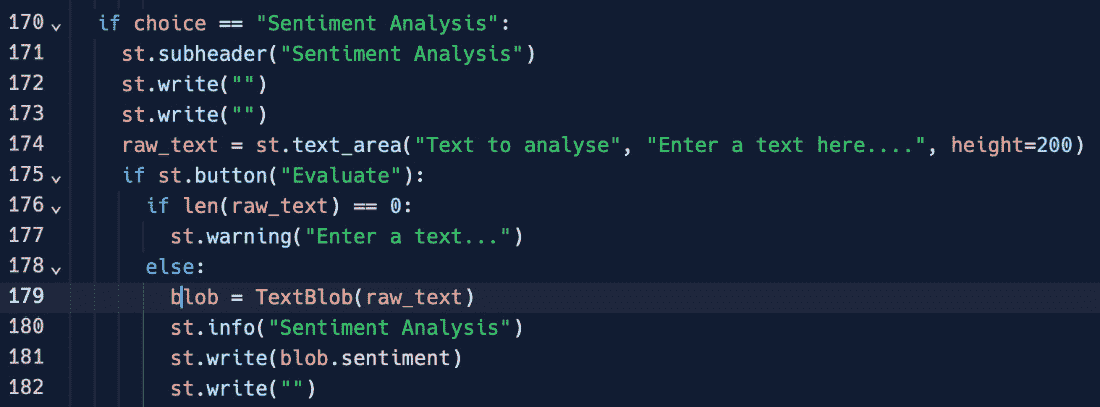 170 if choice == "Sentiment Analysis":
171 st.subheader("Sentiment Analysis")
172 st.write("")
173 st.write("")
174 raw_text = st.text_area("Text to analyse", "Enter a text here....", height=200)
175 if st.button("Evaluate"):
176 if len(raw_text) == 0:
177 st.warning("Enter a text...")
178 else:
179 blob = TextBlob(raw_text)
180 st.info("Sentiment Analysis")
181 st.write(blob.sentiment)
182 st.write("")